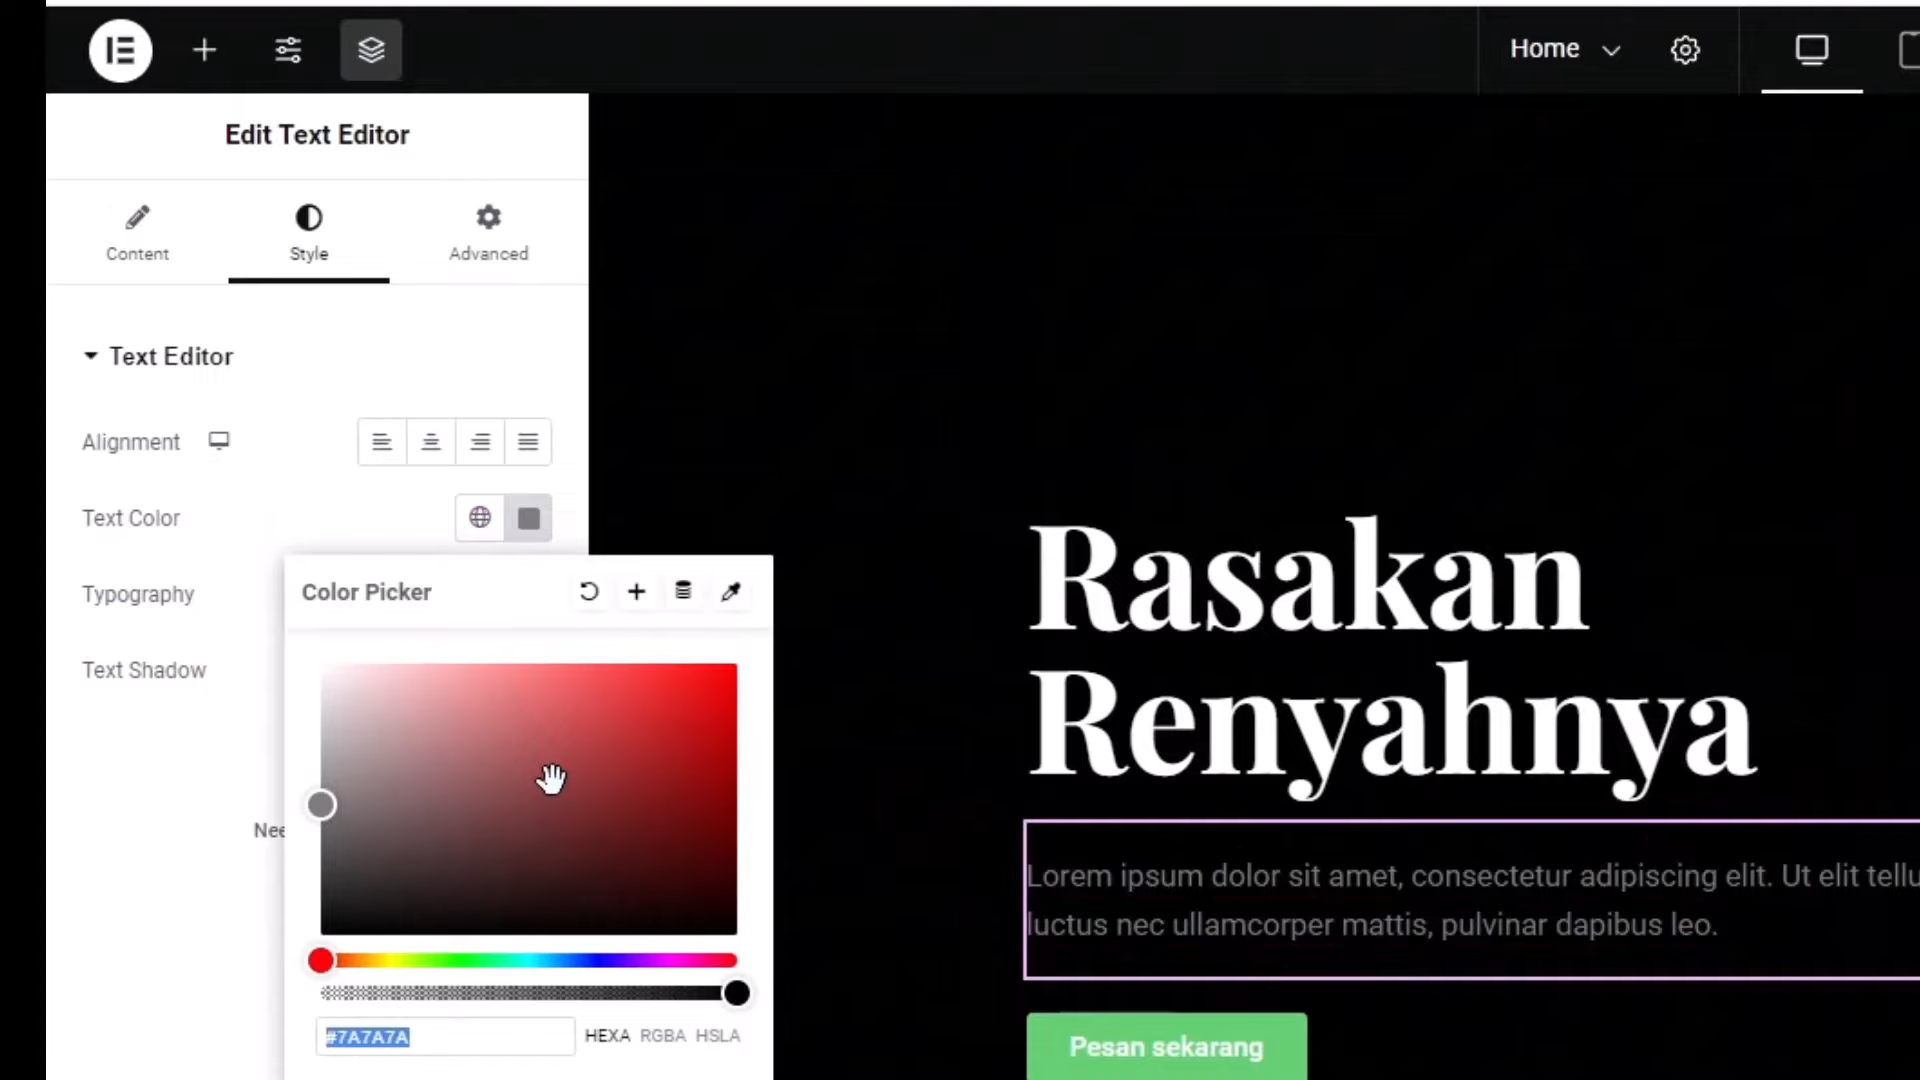 Home
Edit Text Editor
Content
Style
Advanced
Text Editor
Alignment
Text Color
Typography
Text Shadow
Color Picker
#7A7A7A
HEXA RGBA HSLA
Rasakan
Renyahnya
Lorem ipsum dolor sit amet, consectetur adipiscing elit. Ut elit tellu
luctus nec ullamcorper mattis, pulvinar dapibus leo.
Pesan sekarang